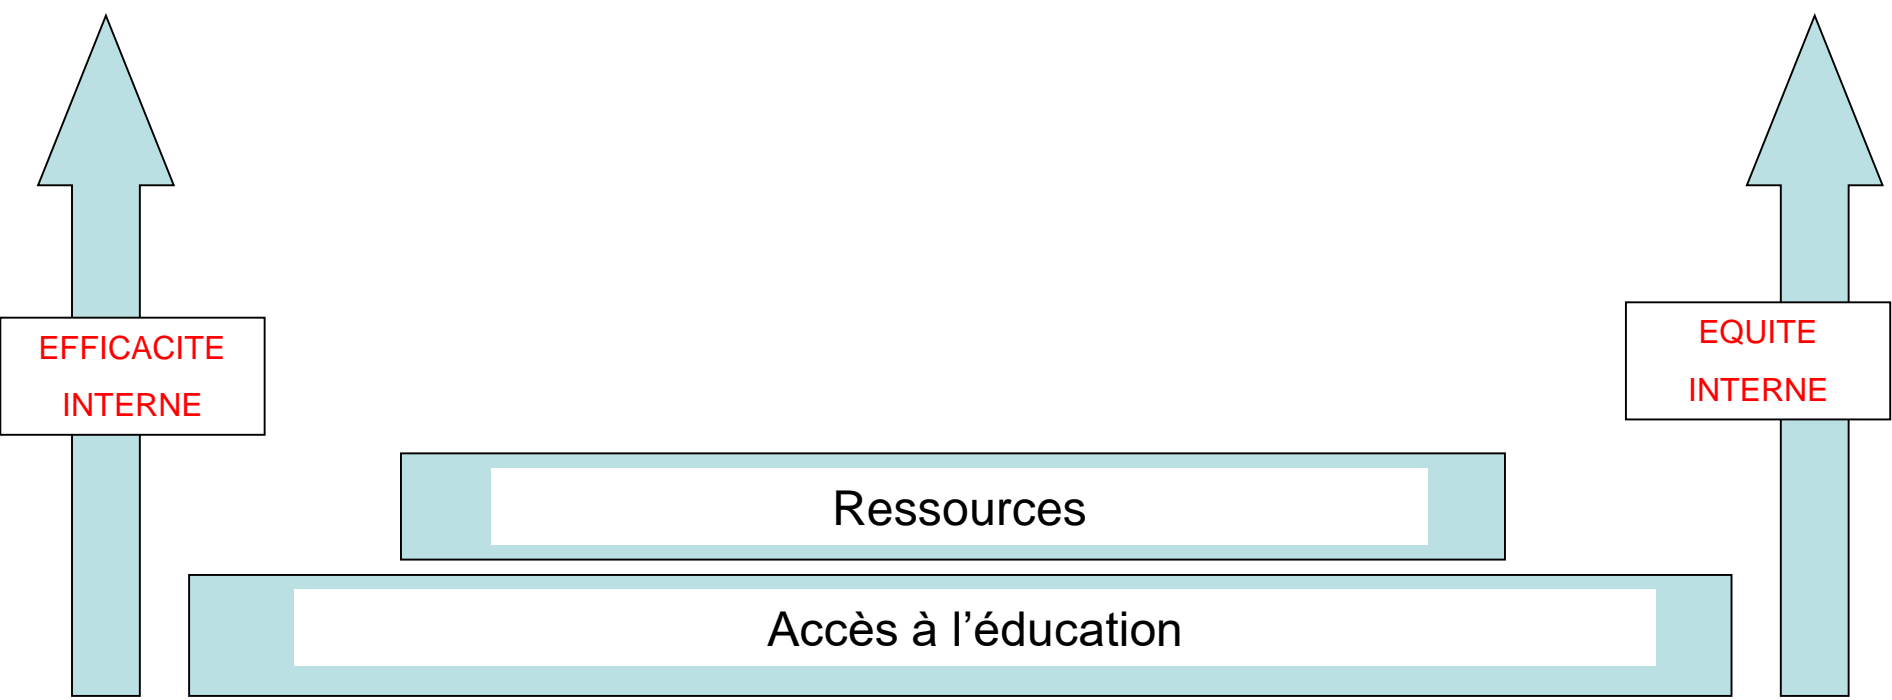 EFFICACITE
INTERNE
EQUITE
INTERNE
Ressources
Accès à l’éducation